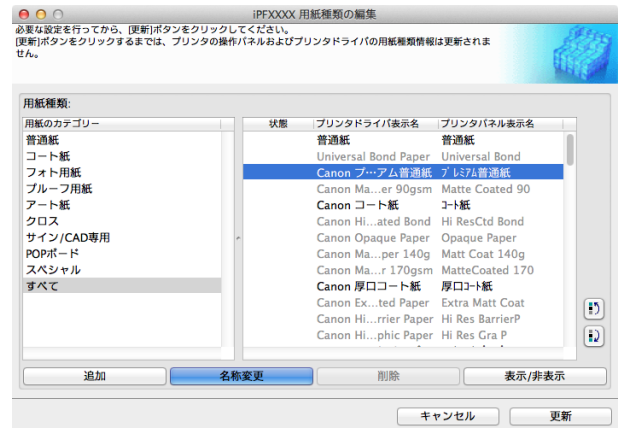 iPFXXXX 用紙種類の編集
必要な設定を行ってから、[更新]ボタンをクリックしてください。
[更新]ボタンをクリックするまでは、プリンタの操作パネルおよびプリンタドライバの用紙種類情報は更新されま
せん。
用紙種類:
用紙のカテゴリー
普通紙
コート紙
フォト用紙
プルーフ用紙
アート紙
クロス
サイン/CAD専用
POPボード
スペシャル
すべて
状態 プリンタドライバ表示名 プリンタパネル表示名
普通紙 普通紙
Universal Bond Paper Universal Bond
Canon プ…アム普通紙 プレミアム普通紙
Canon Ma…er 90gsm Matte Coated 90
Canon コート紙 コート紙
Canon Hi…ated Bond Hi ResCtd Bond
Canon Opaque Paper Opaque Paper
Canon Ma…per 140g Matt Coat 140g
Canon Ma…r 170gsm MatteCoated 170
Canon 厚口コート紙 厚口コート紙
Canon Ex…ted Paper Extra Matt Coat
Canon Hi…rrier Paper Hi Res BarrierP
Canon Hi…phic Paper Hi Res Gra P
追加 名称変更 削除 表示/非表示
キャンセル 更新